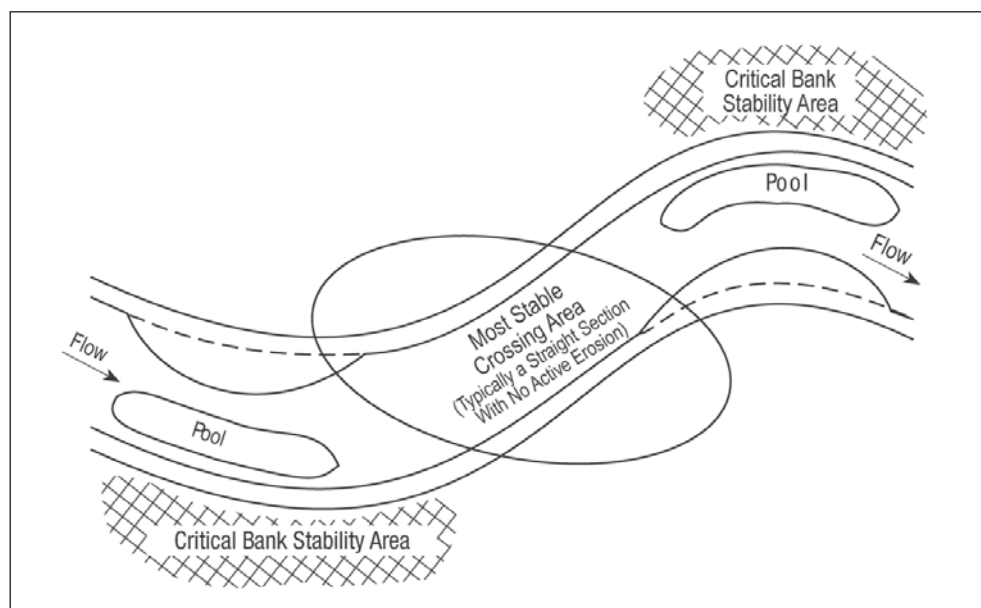 Critical Bank
Stability Area
Pool
Flow
Most Stable
Crossing Area
(Typically a Straight Section
With No Active Erosion)
Flow
Pool
Critical Bank Stability Area